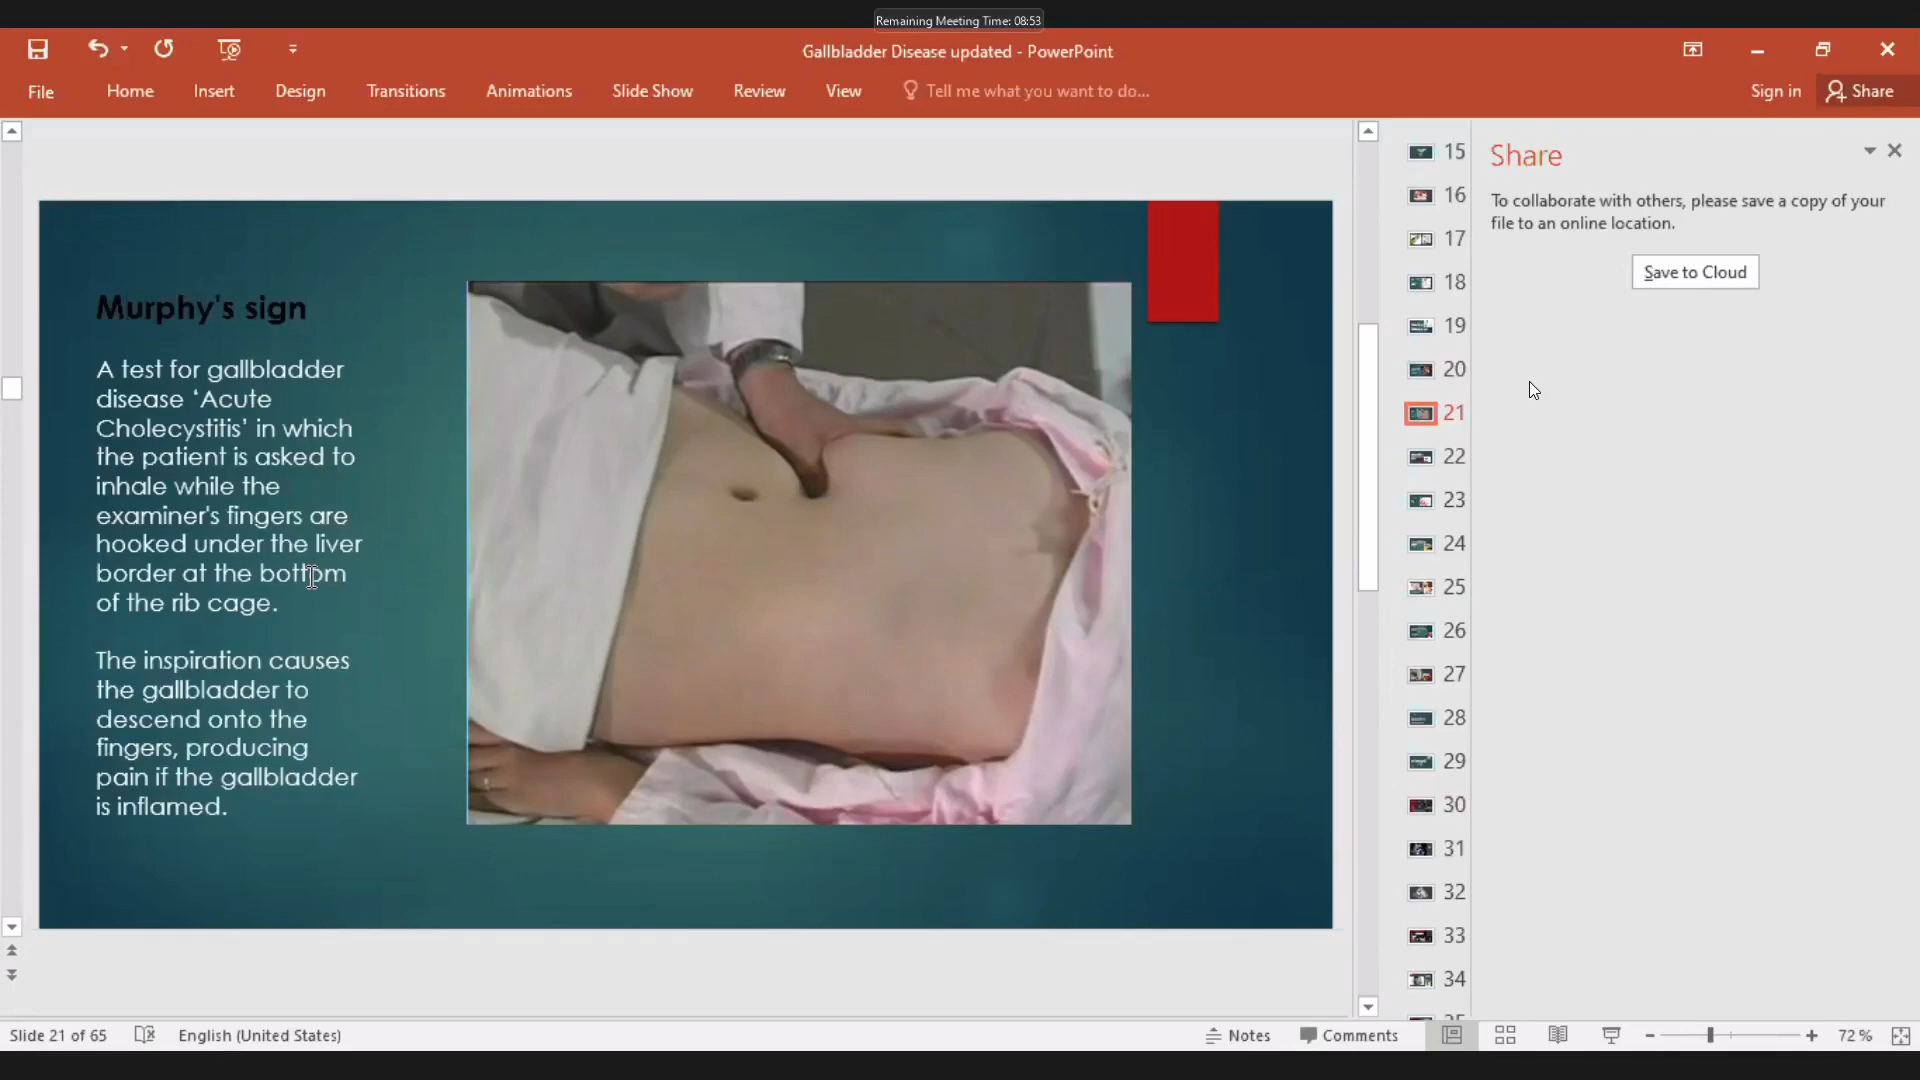 Remaining Meeting Time: 08:53
Gallbladder Disease updated - PowerPoint
File Home Insert Design Transitions Animations Slide Show Review View Tell me what you want to do... Sign in Share
Murphy's sign
A test for gallbladder
disease ‘Acute
Cholecystitis’ in which
the patient is asked to
inhale while the
examiner's fingers are
hooked under the liver
border at the bottom
of the rib cage.
The inspiration causes
the gallbladder to
descend onto the
fingers, producing
pain if the gallbladder
is inflamed.
15
16
17
18
19
20
21
22
23
24
25
26
27
28
29
30
31
32
33
34
Share
To collaborate with others, please save a copy of your
file to an online location.
Save to Cloud
Slide 21 of 65 English (United States) Notes Comments 72 %